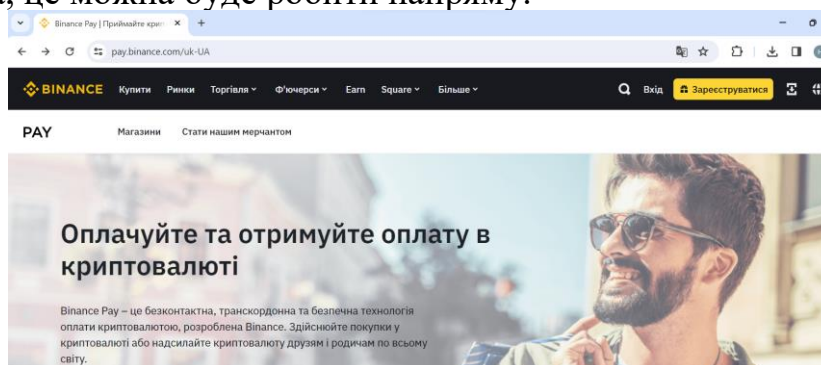 , це можна буде робити напряму.
Binance Pay | Приймайте крип
pay.binance.com/uk-UA
BINANCE Купити Ринки Торгівля Ф'ючерси Earn Square Більше Вхід Зареєструватися
PAY Магазини Стати нашим мерчантом
Оплачуйте та отримуйте оплату в
криптовалюті
Binance Pay – це безконтактна, транскордонна та безпечна технологія
оплати криптовалютою, розроблена Binance. Здійснюйте покупки у
криптовалюті або надсилайте криптовалюту друзям і родичам по всьому
світу.